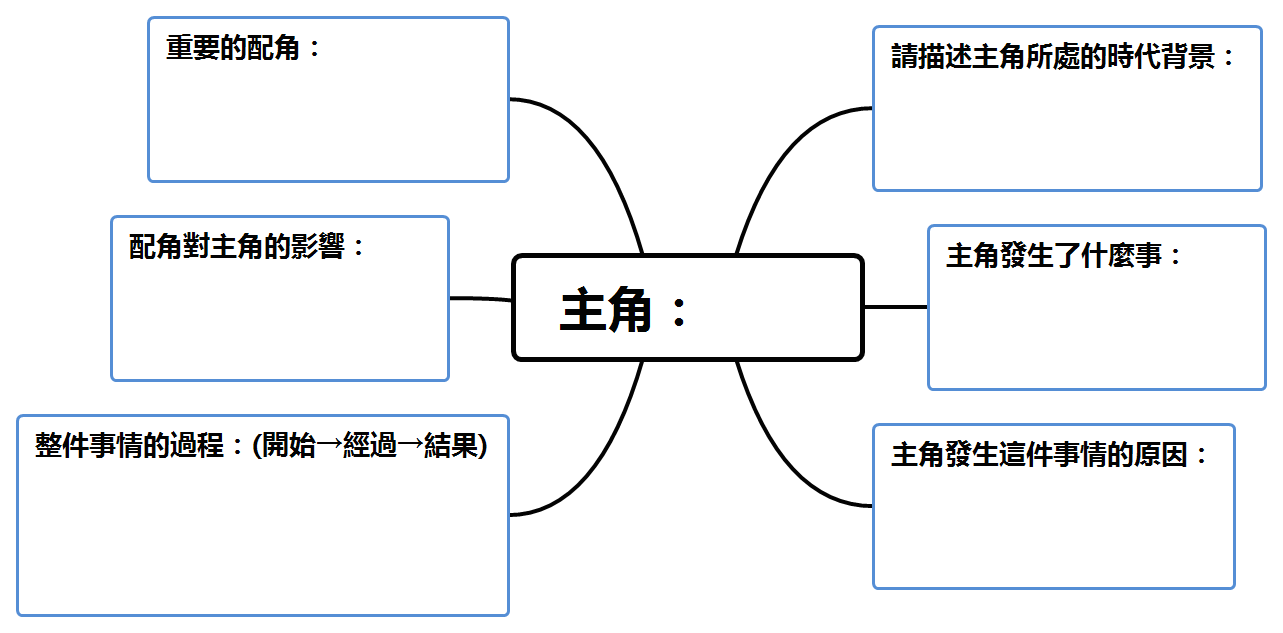 重要的配角：
請描述主角所處的時代背景：
配角對主角的影響：
主角發生了什麼事：
主角：
整件事情的過程：(開始→經過→結果)
主角發生這件事情的原因：